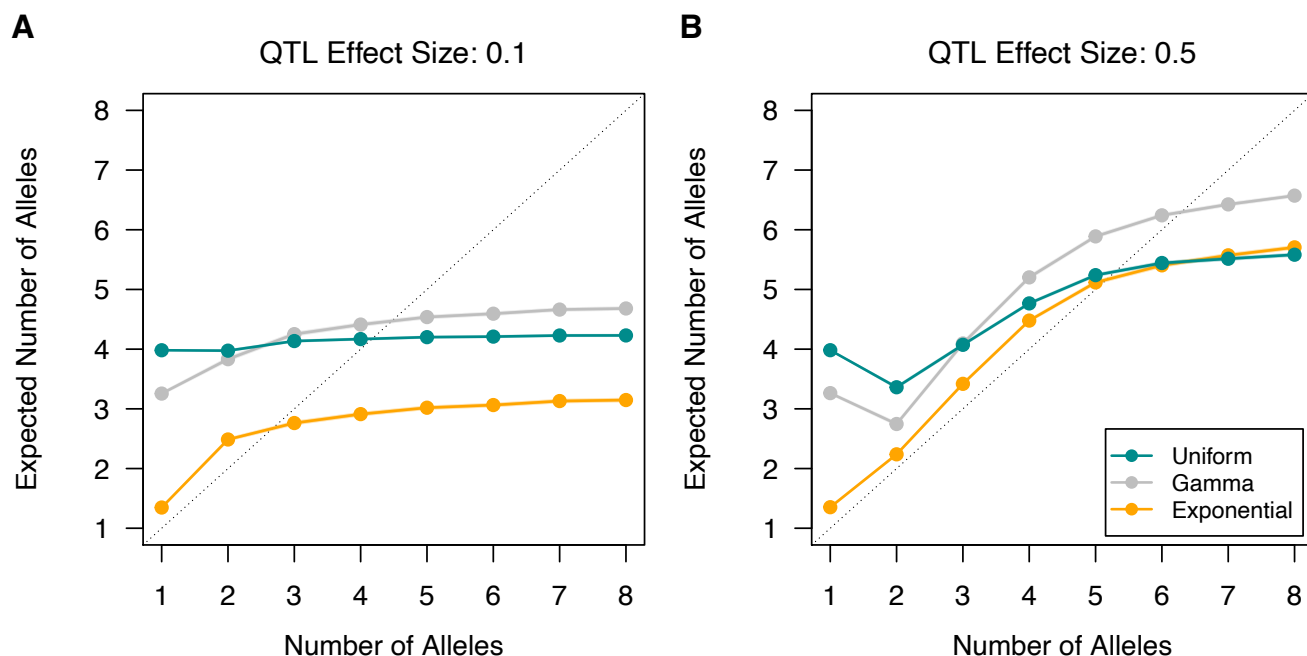 A
QTL Effect Size: 0.1
Expected Number of Alleles
8
7
6
5
4
3
2
1
1 2 3 4 5 6 7 8
Number of Alleles
B
QTL Effect Size: 0.5
Expected Number of Alleles
8
7
6
5
4
3
2
1
Uniform
Gamma
Exponential
1 2 3 4 5 6 7 8
Number of Alleles